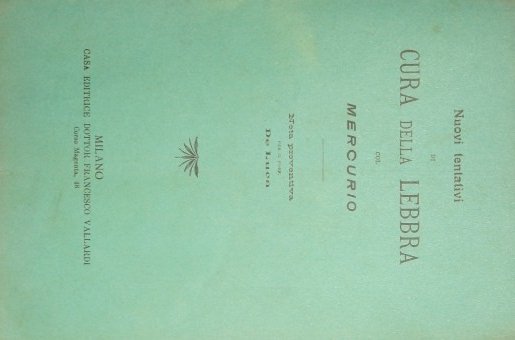 Nuovi tentativi
DI
CURA DELLA LEBBRA
COL
MERCURIO
Nota preventiva
De Luca
MILANO
CASA EDITRICE DOTTOR FRANCESCO VALLARDI
Corso Magenta, 48